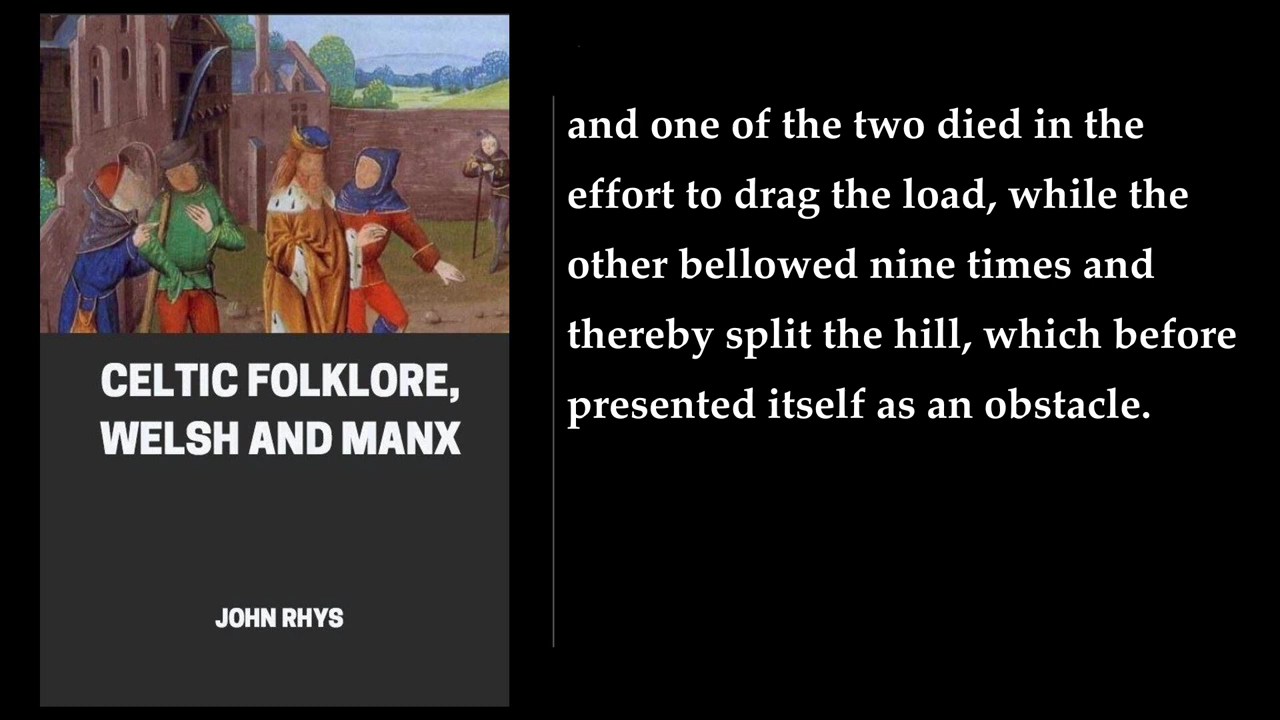 CELTIC FOLKLORE,
WELSH AND MANX
JOHN RHYS
and one of the two died in the
effort to drag the load, while the
other bellowed nine times and
thereby split the hill, which before
presented itself as an obstacle.